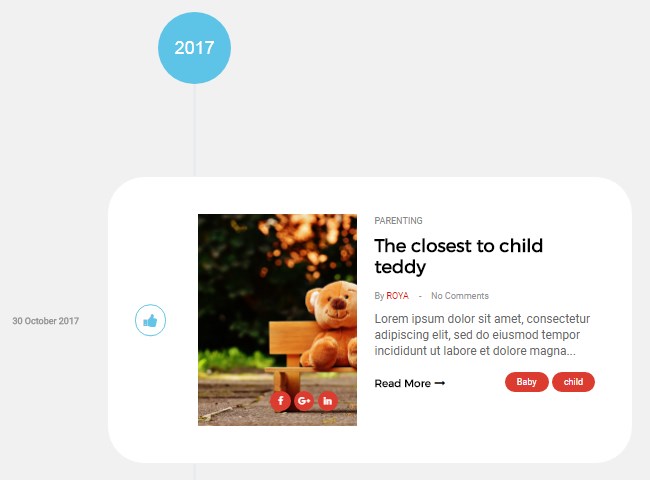 2017
30 October 2017
PARENTING
The closest to child
teddy
By ROYA - No Comments
Lorem ipsum dolor sit amet, consectetur
adipiscing elit, sed do eiusmod tempor
incididunt ut labore et dolore magna...
Read More → Baby child
f G+ in